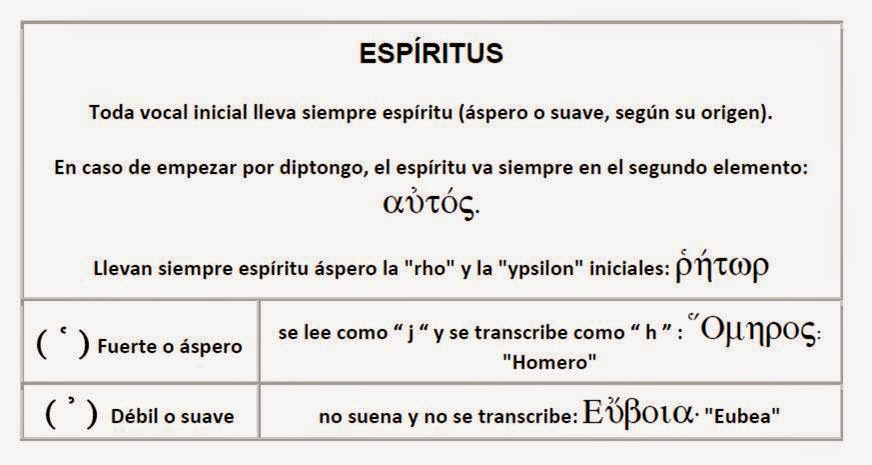 ESPÍRITUS
Toda vocal inicial lleva siempre espíritu (áspero o suave, según su origen).
En caso de empezar por diptongo, el espíritu va siempre en el segundo elemento:
αὐτός.
Llevan siempre espíritu áspero la "rho" y la "ypsilon" iniciales: ῥήτωρ
( ῾ ) Fuerte o áspero
se lee como “ j “ y se transcribe como “ h ” : Ὅμηρος:
"Homero"
( ᾿ ) Débil o suave
no suena y no se transcribe: Εὔβοια· "Eubea"